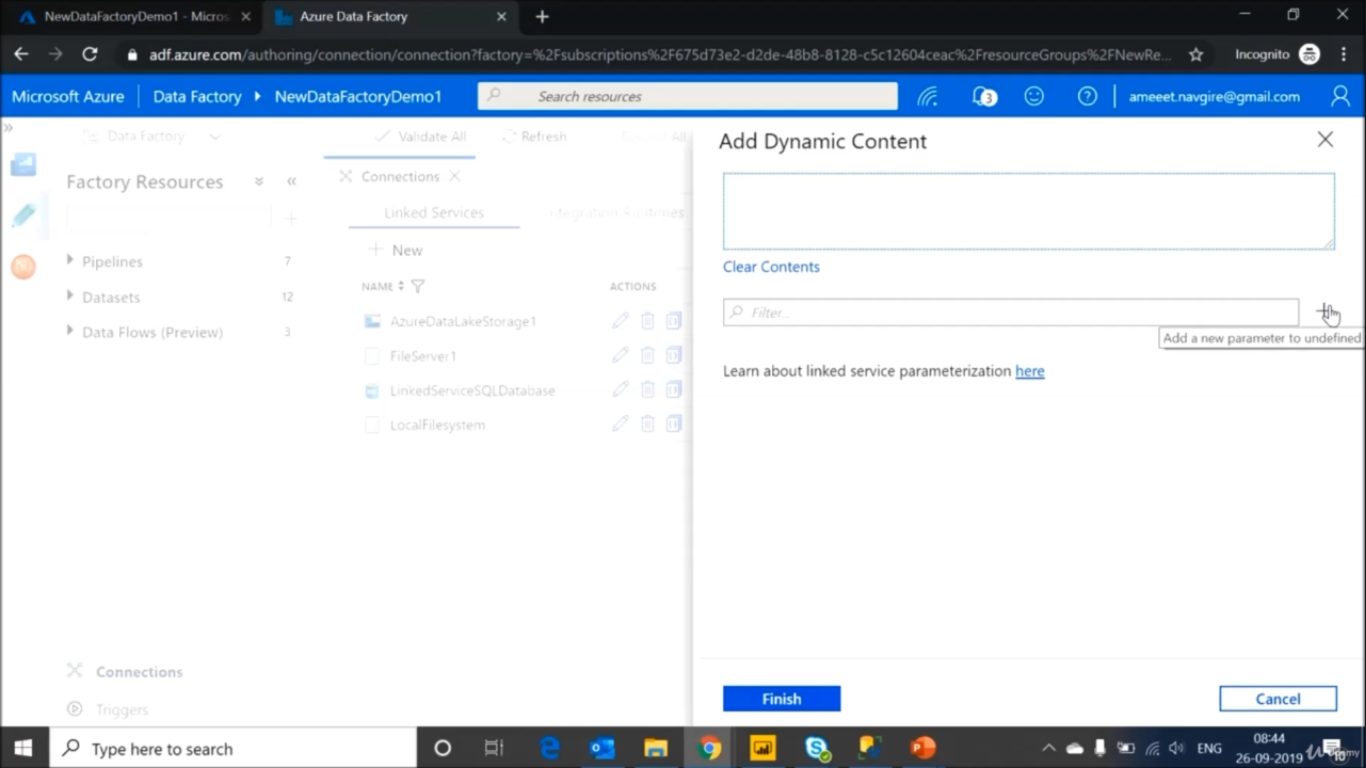 NewDataFactoryDemo1 - Micros
Azure Data Factory
adf.azure.com/authoring/connection/connection?factory=%2Fsubscriptions%2F675d73e2-d2de-48b8-8128-c5c12604ceac%2FresourceGroups%2FNewRe...
Incognito
Microsoft Azure
Data Factory
NewDataFactoryDemo1
Search resources
3
ameeet.navgire@gmail.com
Data Factory
Validate All
Refresh
Discard All
Add Dynamic Content
Factory Resources
Connections
Linked Services
Integration Runtimes
New
Clear Contents
Pipelines 7
NAME
ACTIONS
Datasets 12
Filter...
AzureDataLakeStorage1
Data Flows (Preview) 3
Add a new parameter to undefined
FileServer1
Learn about linked service parameterization here
LinkedServiceSQLDatabase
LocalFilesystem
Connections
Triggers
Finish
Cancel
Type here to search
ENG
08:44
26-09-2019
10